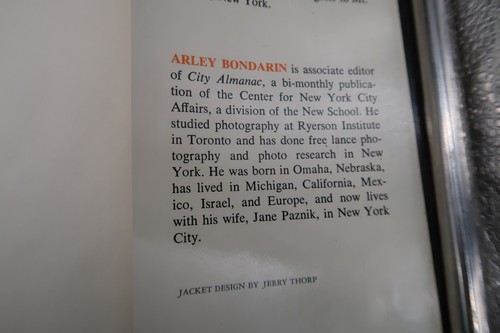 New York.
ARLEY BONDARIN is associate editor
of City Almanac, a bi-monthly publica-
tion of the Center for New York City
Affairs, a division of the New School. He
studied photography at Ryerson Institute
in Toronto and has done free lance pho-
tography and photo research in New
York. He was born in Omaha, Nebraska,
has lived in Michigan, California, Mex-
ico, Israel, and Europe, and now lives
with his wife, Jane Paznik, in New York
City.
JACKET DESIGN BY JERRY THORP